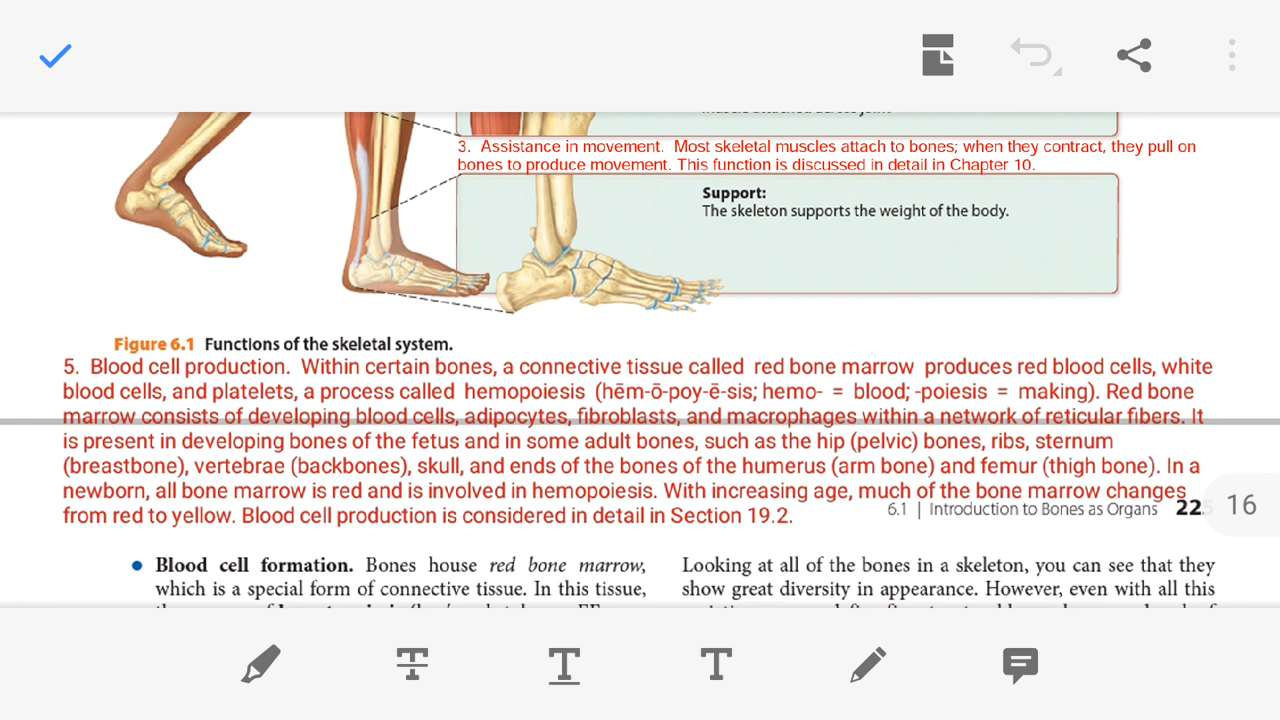 3.  Assistance in movement.  Most skeletal muscles attach to bones; when they contract, they pull on
bones to produce movement. This function is discussed in detail in Chapter 10.
Support:
The skeleton supports the weight of the body.
Figure 6.1 Functions of the skeletal system.
5.  Blood cell production.  Within certain bones, a connective tissue called  red bone marrow  produces red blood cells, white
blood cells, and platelets, a process called  hemopoiesis  (hēm-ō-poy-ē-sis; hemo-  =  blood; -poiesis  =  making). Red bone
marrow consists of developing blood cells, adipocytes, fibroblasts, and macrophages within a network of reticular fibers. It
is present in developing bones of the fetus and in some adult bones, such as the hip (pelvic) bones, ribs, sternum
(breastbone), vertebrae (backbones), skull, and ends of the bones of the humerus (arm bone) and femur (thigh bone). In a
newborn, all bone marrow is red and is involved in hemopoiesis. With increasing age, much of the bone marrow changes
from red to yellow. Blood cell production is considered in detail in Section 19.2.
6.1 | Introduction to Bones as Organs
16
• Blood cell formation. Bones house red bone marrow,
which is a special form of connective tissue. In this tissue,
Looking at all of the bones in a skeleton, you can see that they
show great diversity in appearance. However, even with all this